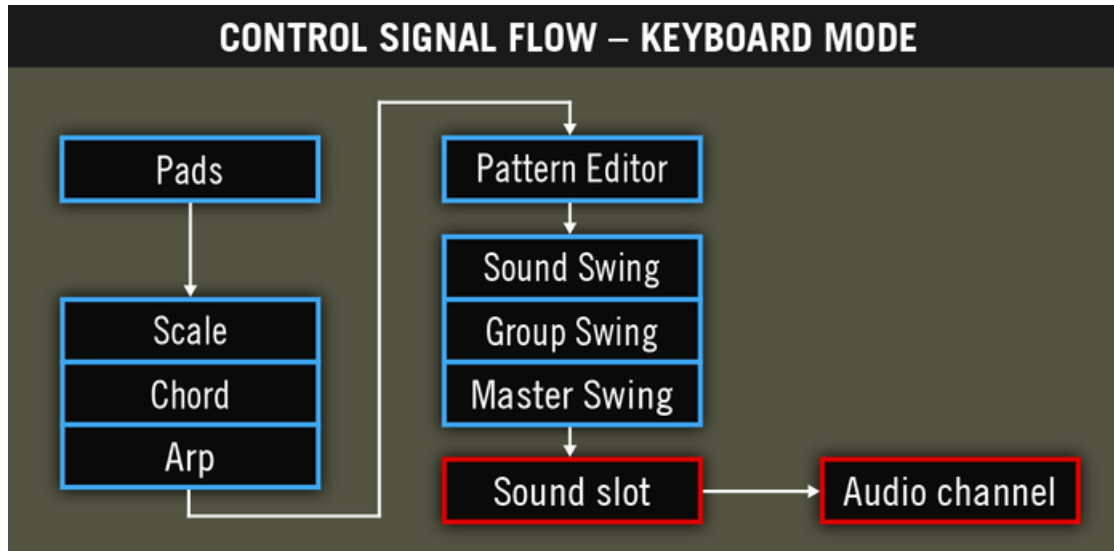 CONTROL SIGNAL FLOW – KEYBOARD MODE
Pads
Scale
Chord
Arp
Pattern Editor
Sound Swing
Group Swing
Master Swing
Sound slot
Audio channel